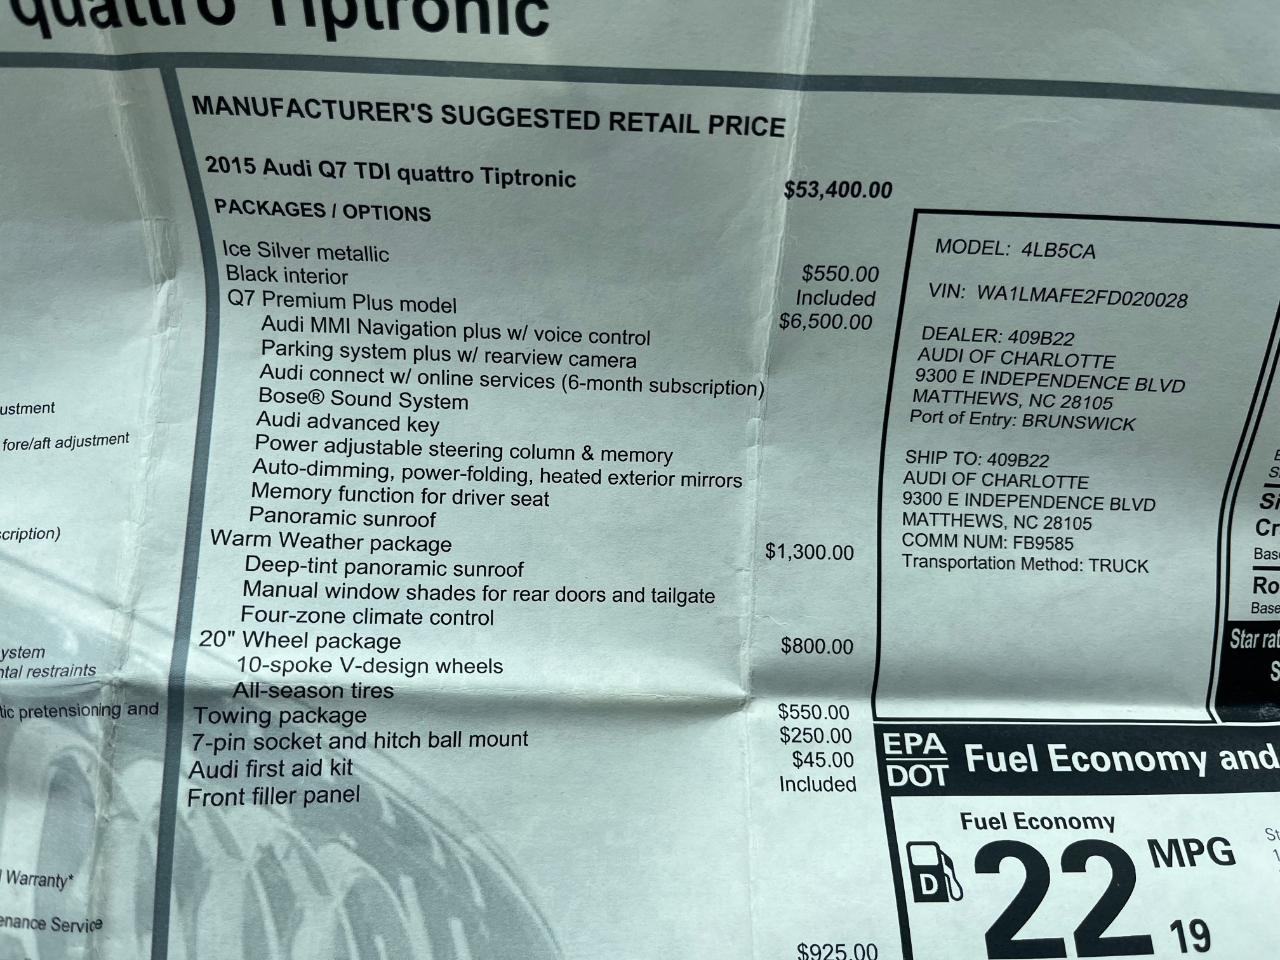 quattro Tiptronic
MANUFACTURER'S SUGGESTED RETAIL PRICE
2015 Audi Q7 TDI quattro Tiptronic $53,400.00
PACKAGES / OPTIONS
Ice Silver metallic $550.00
Black interior Included
Q7 Premium Plus model $6,500.00
Audi MMI Navigation plus w/ voice control
Parking system plus w/ rearview camera
Audi connect w/ online services (6-month subscription)
Bose® Sound System
Audi advanced key
Power adjustable steering column & memory
Auto-dimming, power-folding, heated exterior mirrors
Memory function for driver seat
Panoramic sunroof
Warm Weather package $1,300.00
Deep-tint panoramic sunroof
Manual window shades for rear doors and tailgate
Four-zone climate control
20" Wheel package $800.00
10-spoke V-design wheels
All-season tires
Towing package $550.00
7-pin socket and hitch ball mount $250.00
Audi first aid kit $45.00
Front filler panel Included
$925.00
MODEL: 4LB5CA
VIN: WA1LMAFE2FD020028
DEALER: 409B22
AUDI OF CHARLOTTE
9300 E INDEPENDENCE BLVD
MATTHEWS, NC 28105
Port of Entry: BRUNSWICK
SHIP TO: 409B22
AUDI OF CHARLOTTE
9300 E INDEPENDENCE BLVD
MATTHEWS, NC 28105
COMM NUM: FB9585
Transportation Method: TRUCK
EPA
DOT
Fuel Economy and
Fuel Economy
D
22 MPG
19
ustment
fore/aft adjustment
cription)
ystem
ntal restraints
tic pretensioning and
Warranty*
enance Service
Si
Cr
Base
Ro
Base
Star rat
S